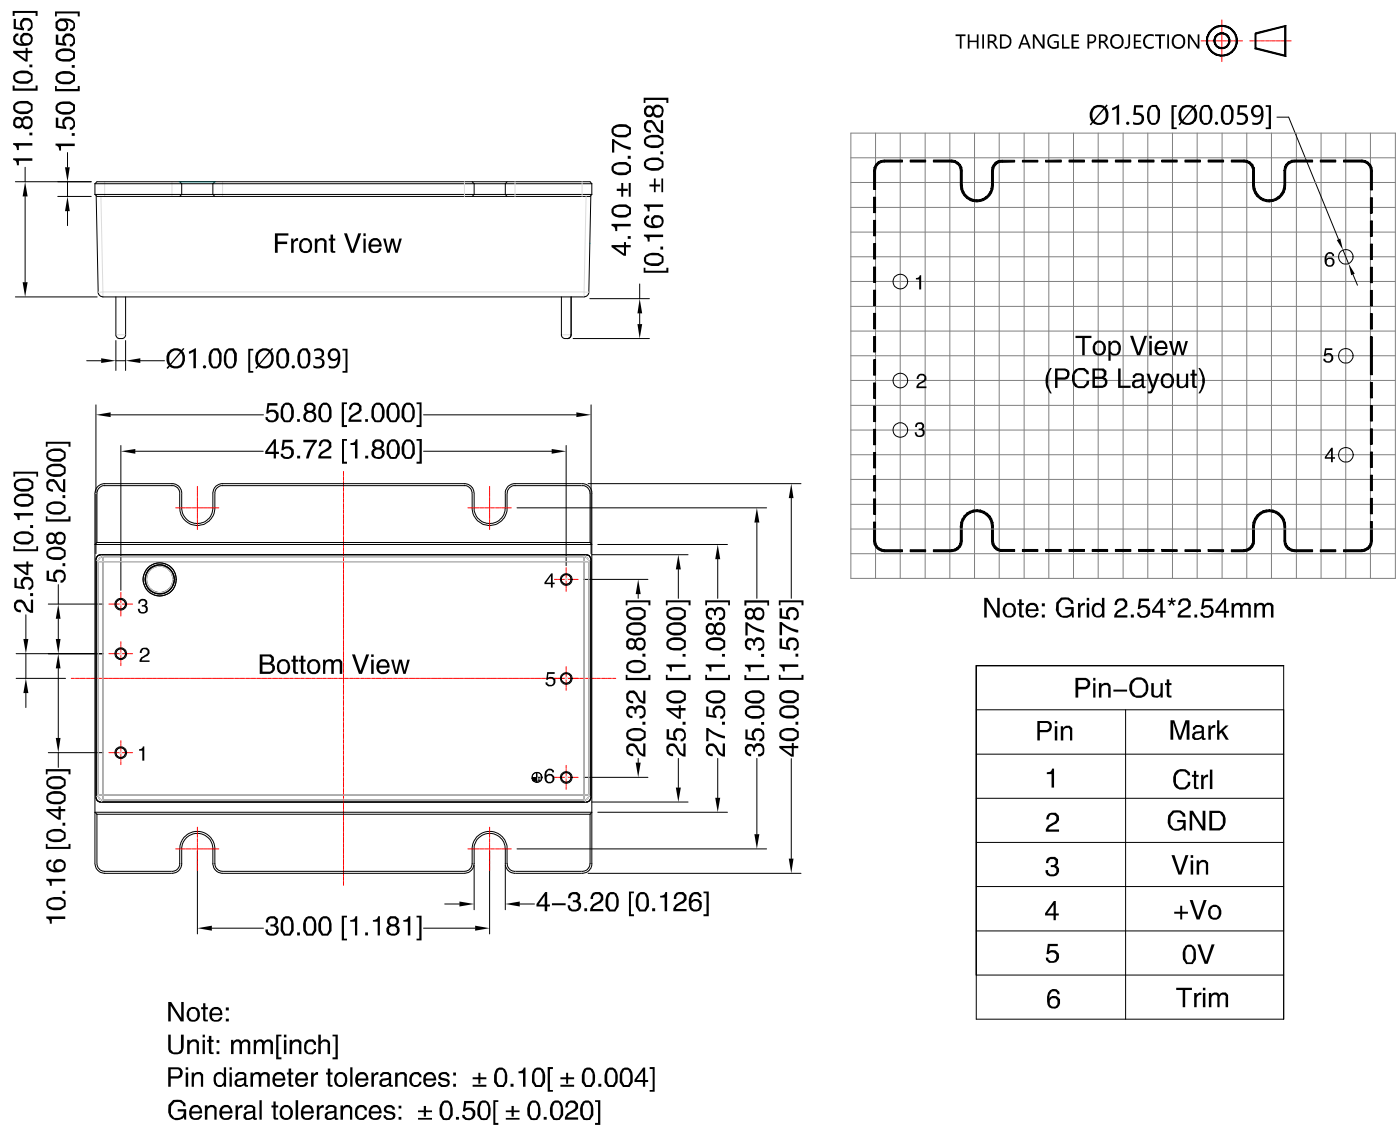 THIRD ANGLE PROJECTION
11.80 [0.465]
1.50 [0.059]
Front View
4.10 ± 0.70
[0.161 ± 0.028]
Ø1.00 [Ø0.039]
Ø1.50 [Ø0.059]
1
2
3
6
5
4
Top View
(PCB Layout)
Note: Grid 2.54*2.54mm
50.80 [2.000]
45.72 [1.800]
2.54 [0.100]
5.08 [0.200]
10.16 [0.400]
3
2
1
4
5
6
Bottom View
20.32 [0.800]
25.40 [1.000]
27.50 [1.083]
35.00 [1.378]
40.00 [1.575]
4−3.20 [0.126]
30.00 [1.181]
Pin−Out
Pin Mark
1 Ctrl
2 GND
3 Vin
4 +Vo
5 0V
6 Trim
Note:
Unit: mm[inch]
Pin diameter tolerances: ± 0.10[ ± 0.004]
General tolerances: ± 0.50[ ± 0.020]